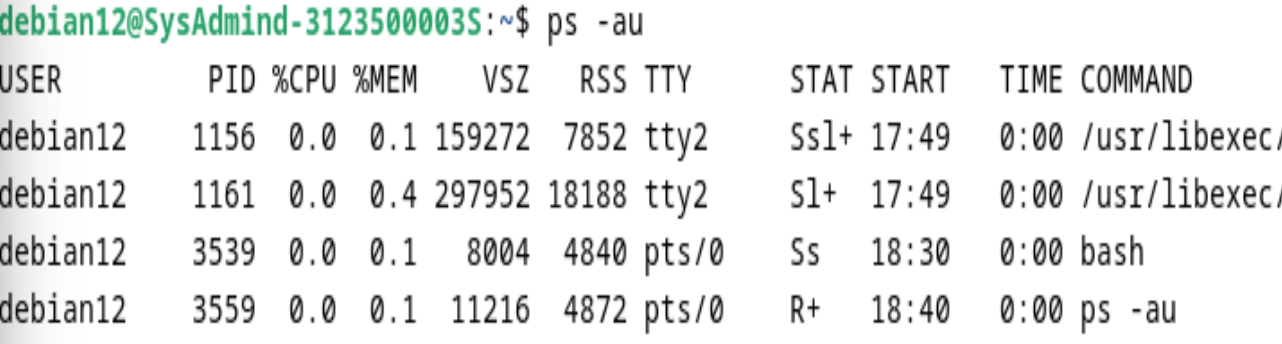 debian12@SysAdmind-3123500003S:~$ ps -au
USER PID %CPU %MEM VSZ RSS TTY STAT START TIME COMMAND
debian12 1156 0.0 0.1 159272 7852 tty2 Ssl+ 17:49 0:00 /usr/libexec/
debian12 1161 0.0 0.4 297952 18188 tty2 Sl+ 17:49 0:00 /usr/libexec/
debian12 3539 0.0 0.1 8004 4840 pts/0 Ss 18:30 0:00 bash
debian12 3559 0.0 0.1 11216 4872 pts/0 R+ 18:40 0:00 ps -au